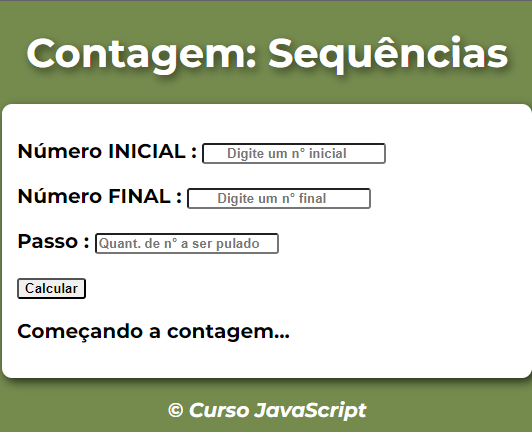 Contagem: Sequências
Número INICIAL : Digite um n° inicial
Número FINAL : Digite um n° final
Passo : Quant. de n° a ser pulado
Calcular
Começando a contagem...
© Curso JavaScript